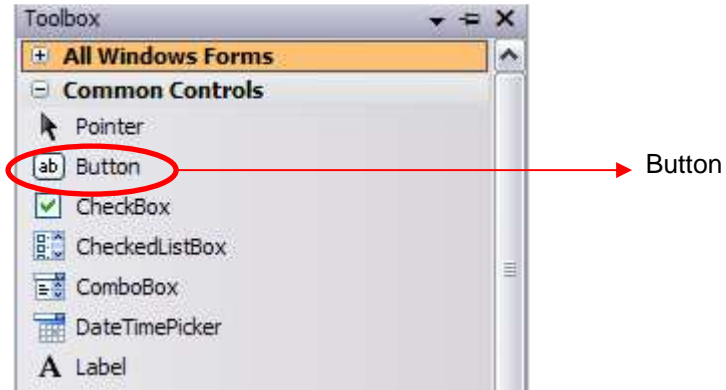 Toolbox
All Windows Forms
Common Controls
Pointer
ab Button
Button
CheckBox
CheckedListBox
ComboBox
DateTimePicker
A Label